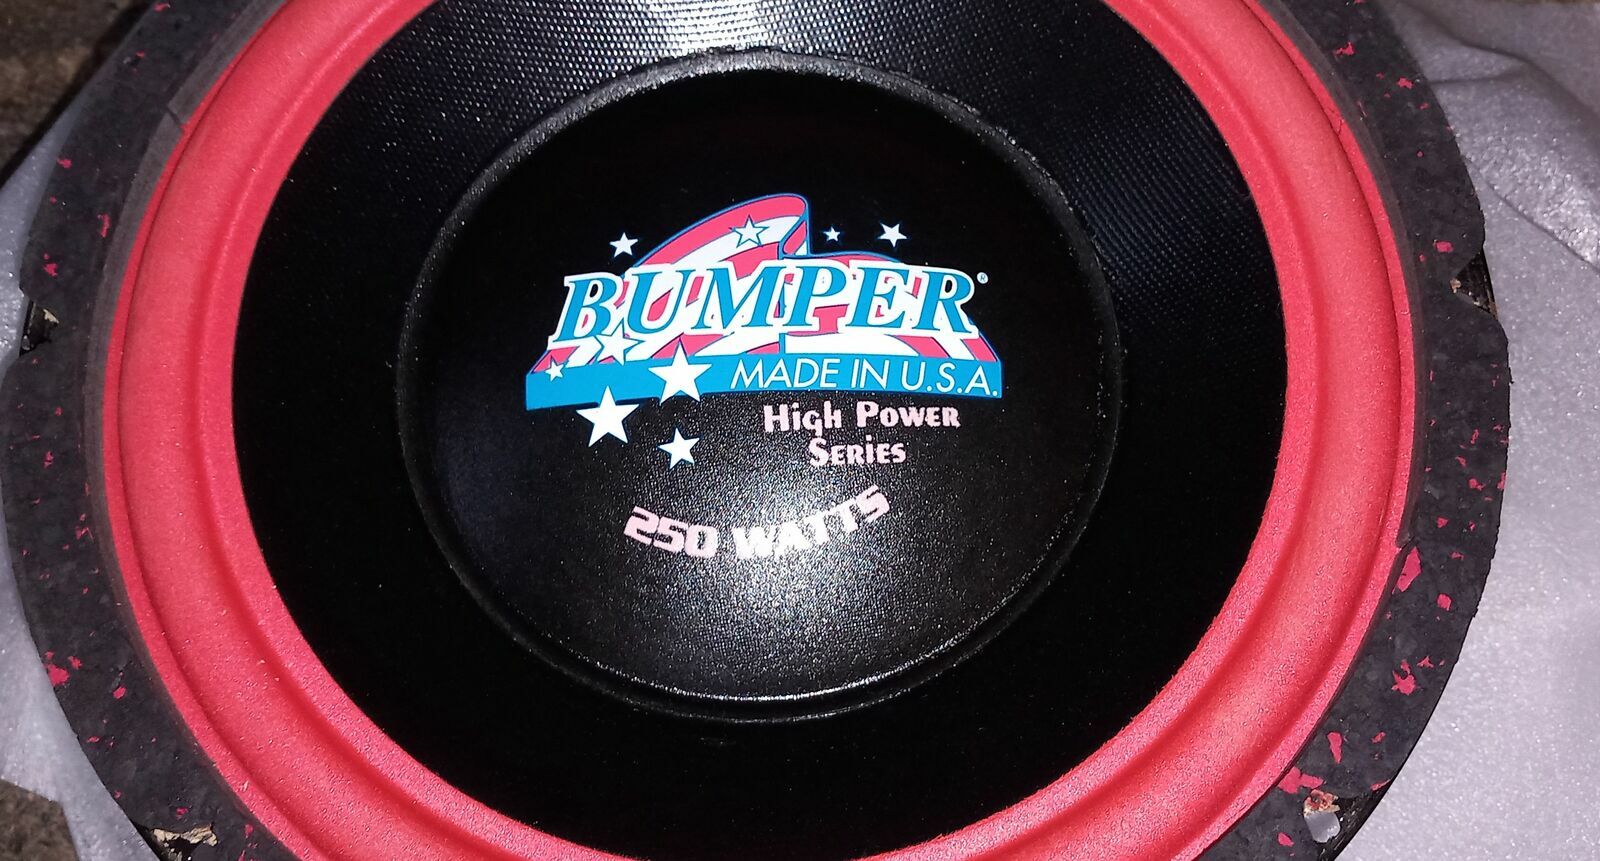 BUMPER®
MADE IN U.S.A.
High Power
Series
250 WATTS